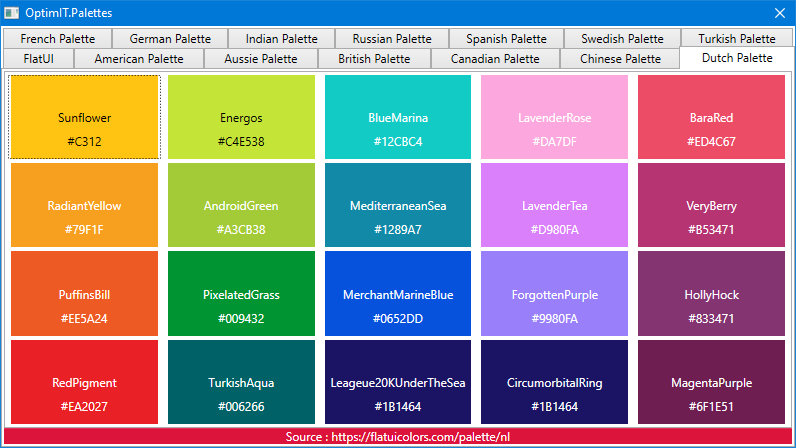 OptimIT.Palettes
French Palette German Palette Indian Palette Russian Palette Spanish Palette Swedish Palette Turkish Palette
FlatUI American Palette Aussie Palette British Palette Canadian Palette Chinese Palette Dutch Palette
Sunflower Energos BlueMarina LavenderRose BaraRed
#C312 #C4E538 #12CBC4 #DA7DF #ED4C67
RadiantYellow AndroidGreen MediterraneanSea LavenderTea VeryBerry
#79F1F #A3CB38 #1289A7 #D980FA #B53471
PuffinsBill PixelatedGrass MerchantMarineBlue ForgottenPurple HollyHock
#EE5A24 #009432 #0652DD #9980FA #833471
RedPigment TurkishAqua Leageue20KUnderTheSea CircumorbitalRing MagentaPurple
#EA2027 #006266 #1B1464 #1B1464 #6F1E51
Source : https://flatuicolors.com/palette/nl